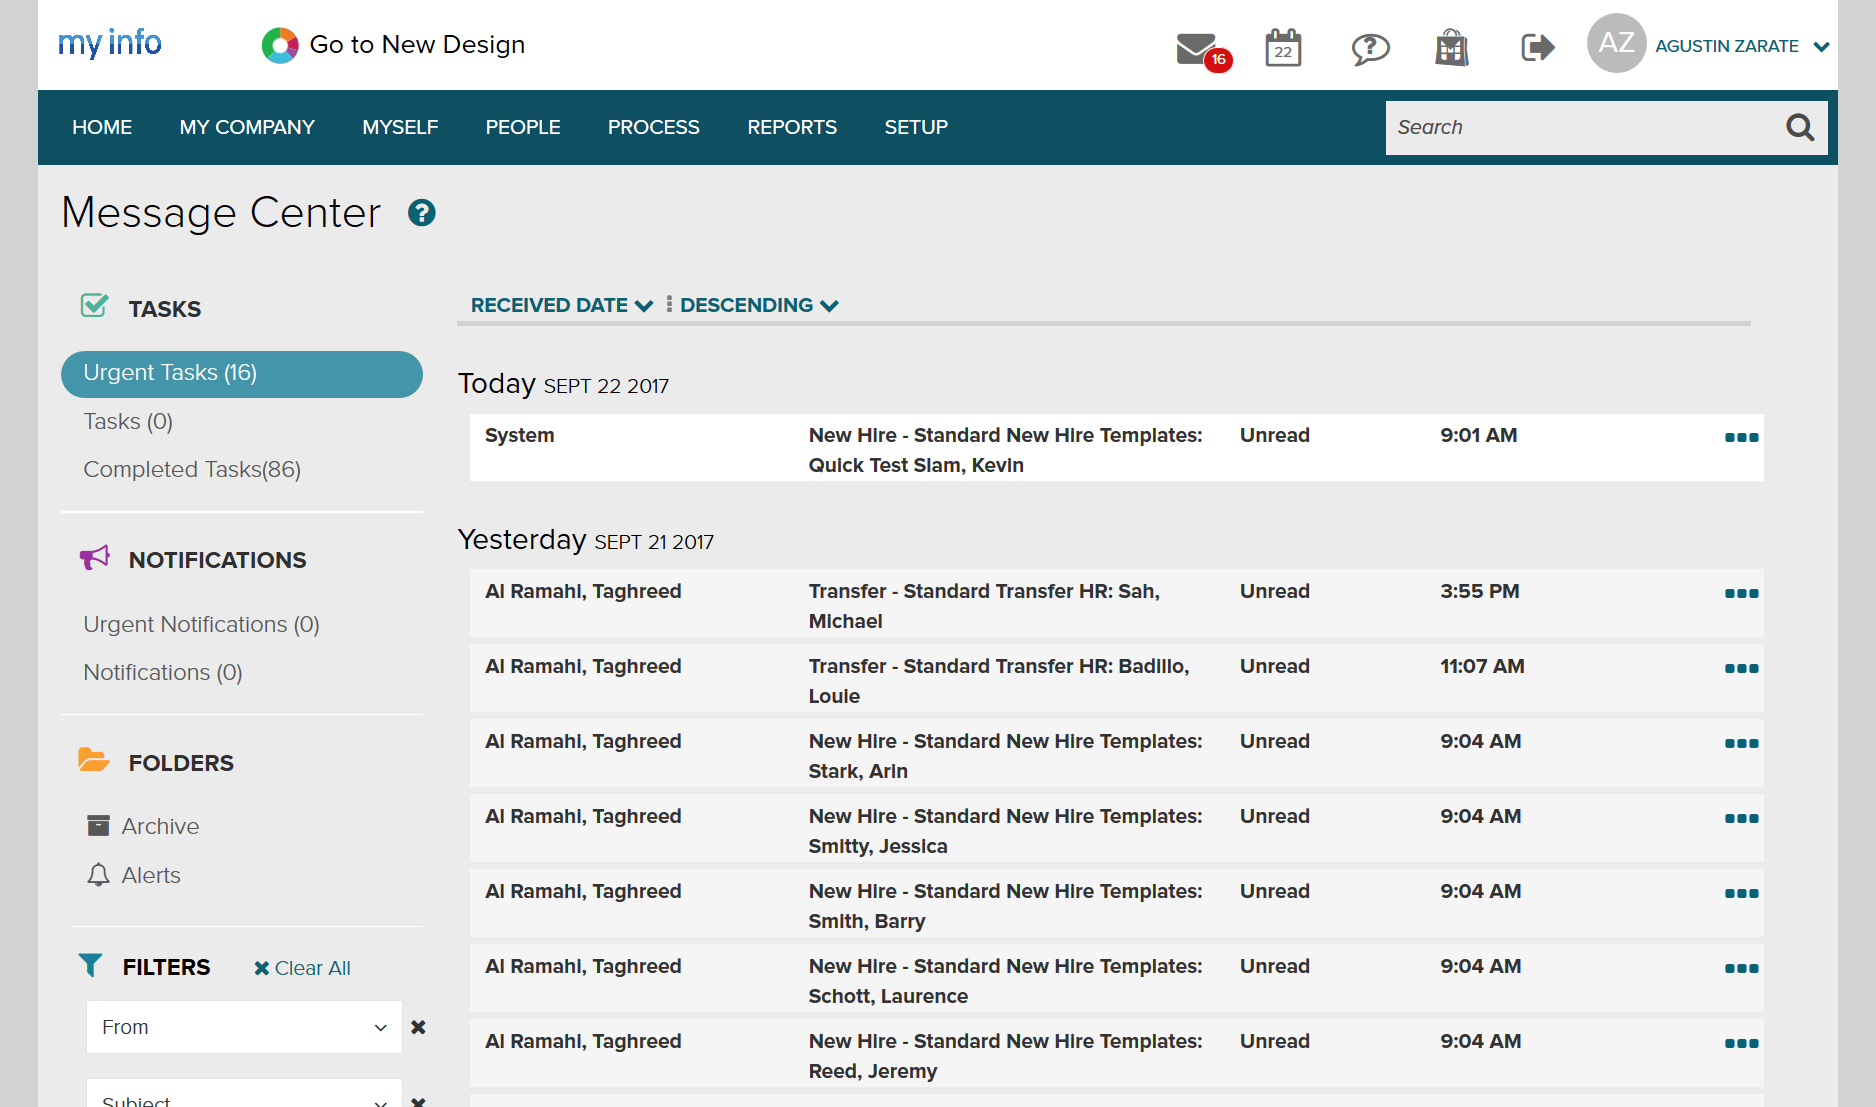 my info
Go to New Design
16
22
AZ
AGUSTIN ZARATE
HOME
MY COMPANY
MYSELF
PEOPLE
PROCESS
REPORTS
SETUP
Search
Message Center
TASKS
Urgent Tasks (16)
Tasks (0)
Completed Tasks(86)
NOTIFICATIONS
Urgent Notifications (0)
Notifications (0)
FOLDERS
Archive
Alerts
FILTERS
Clear All
From
Subject
RECEIVED DATE
DESCENDING
Today SEPT 22 2017
System
New Hire - Standard New Hire Templates:
Quick Test Slam, Kevin
Unread
9:01 AM
Yesterday SEPT 21 2017
Al Ramahi, Taghreed
Transfer - Standard Transfer HR: Sah,
Michael
Unread
3:55 PM
Al Ramahi, Taghreed
Transfer - Standard Transfer HR: Badillo,
Louie
Unread
11:07 AM
Al Ramahi, Taghreed
New Hire - Standard New Hire Templates:
Stark, Arin
Unread
9:04 AM
Al Ramahi, Taghreed
New Hire - Standard New Hire Templates:
Smitty, Jessica
Unread
9:04 AM
Al Ramahi, Taghreed
New Hire - Standard New Hire Templates:
Smith, Barry
Unread
9:04 AM
Al Ramahi, Taghreed
New Hire - Standard New Hire Templates:
Schott, Laurence
Unread
9:04 AM
Al Ramahi, Taghreed
New Hire - Standard New Hire Templates:
Reed, Jeremy
Unread
9:04 AM